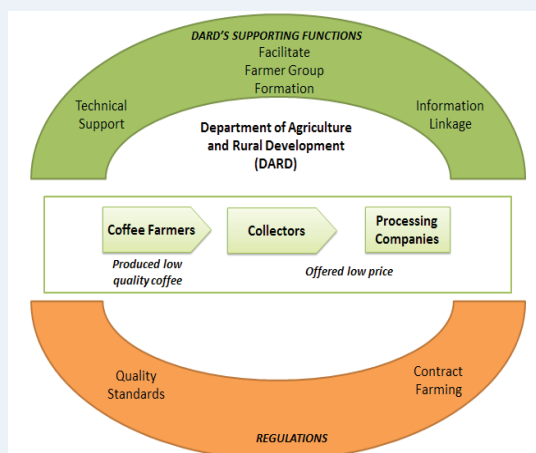 DARD'S SUPPORTING FUNCTIONS
Facilitate
Farmer Group
Formation
Technical
Support
Information
Linkage
Department of Agriculture
and Rural Development
(DARD)
Coffee Farmers
Collectors
Processing
Companies
Produced low
quality coffee
Offered low price
Quality
Standards
Contract
Farming
REGULATIONS